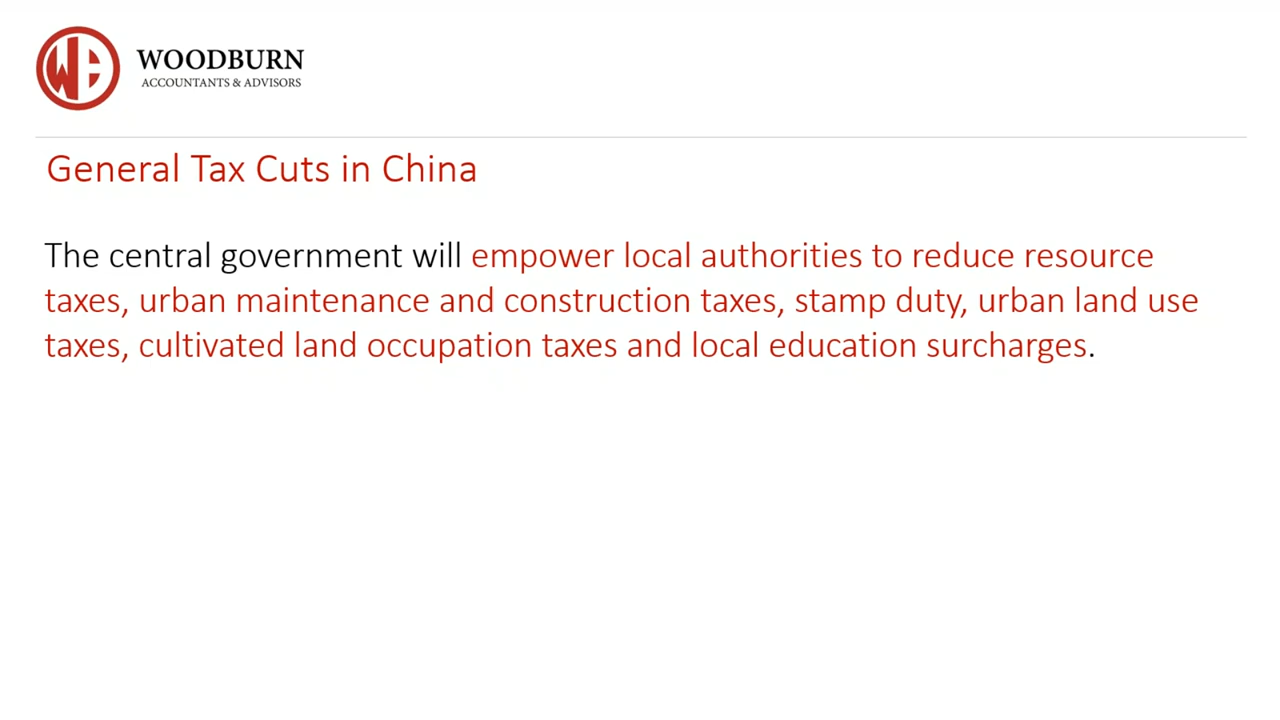 WOODBURN
ACCOUNTANTS & ADVISORS
General Tax Cuts in China
The central government will empower local authorities to reduce resource
taxes, urban maintenance and construction taxes, stamp duty, urban land use
taxes, cultivated land occupation taxes and local education surcharges.